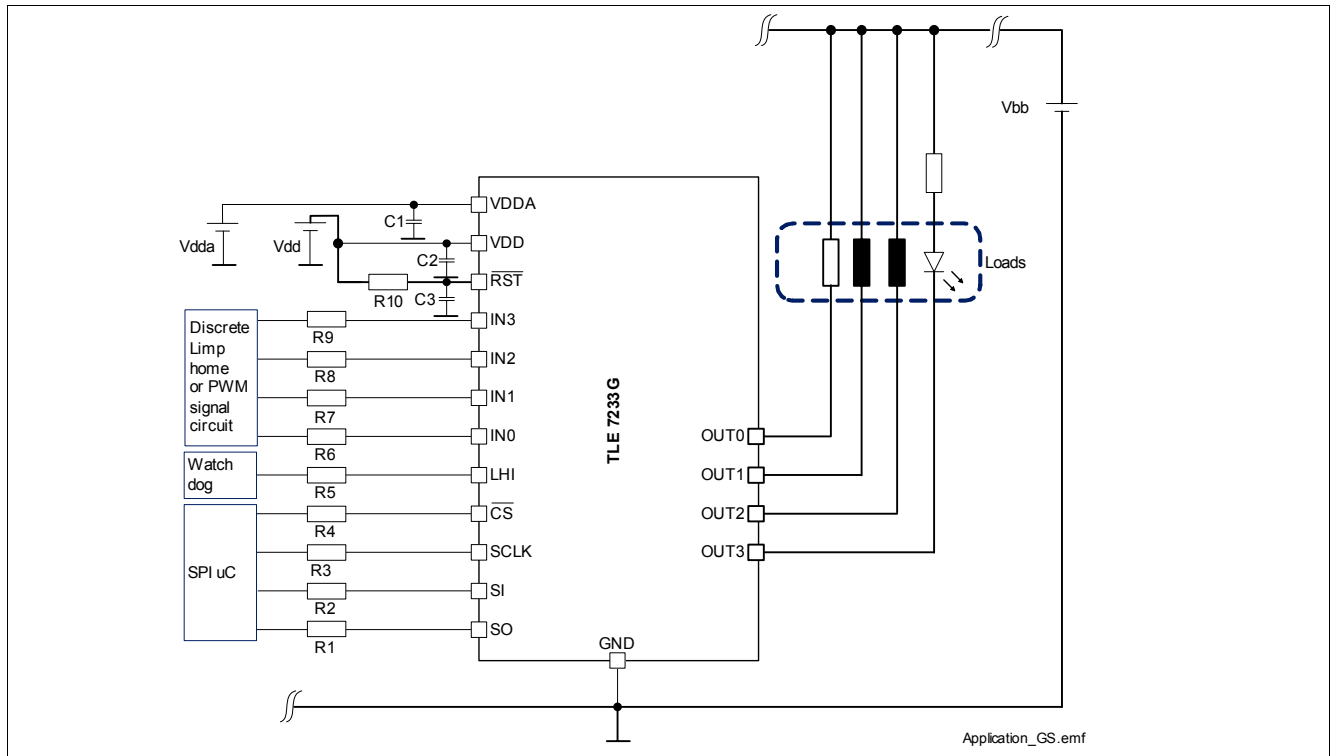 Vbb
VDDA
C1
Vdda
Vdd
VDD
C2
RST
R10
C3
Loads
Discrete
Limp
home
or PWM
signal
circuit
IN3
R9
IN2
R8
IN1
R7
IN0
R6
TLE 7233G
OUT0
Watch
dog
LHI
R5
OUT1
SPI uC
CS
R4
OUT2
SCLK
R3
OUT3
SI
R2
SO
R1
GND
Application_GS.emf